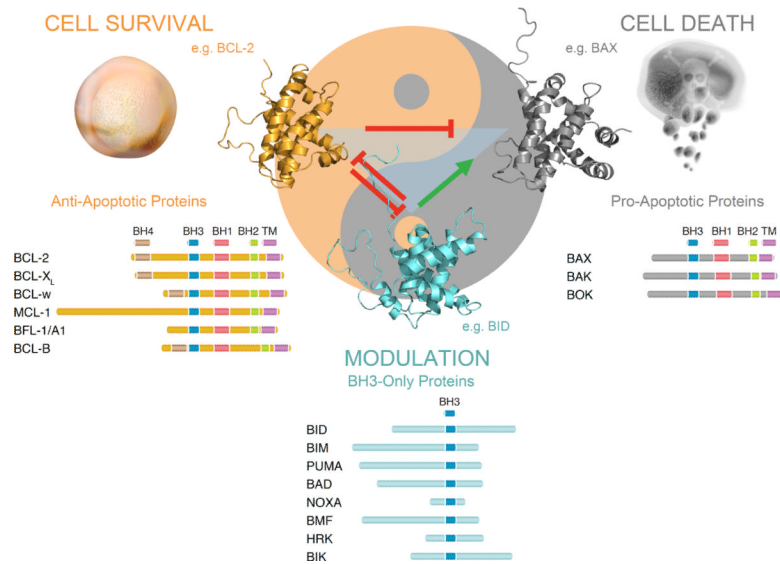 CELL SURVIVAL
CELL DEATH
e.g. BCL-2
e.g. BAX
Anti-Apoptotic Proteins
BH4 BH3 BH1 BH2 TM
BCL-2
BCL-XL
BCL-w
MCL-1
BFL-1/A1
BCL-B
Pro-Apoptotic Proteins
BH3 BH1 BH2 TM
BAX
BAK
BOK
e.g. BID
MODULATION
BH3-Only Proteins
BH3
BID
BIM
PUMA
BAD
NOXA
BMF
HRK
BIK